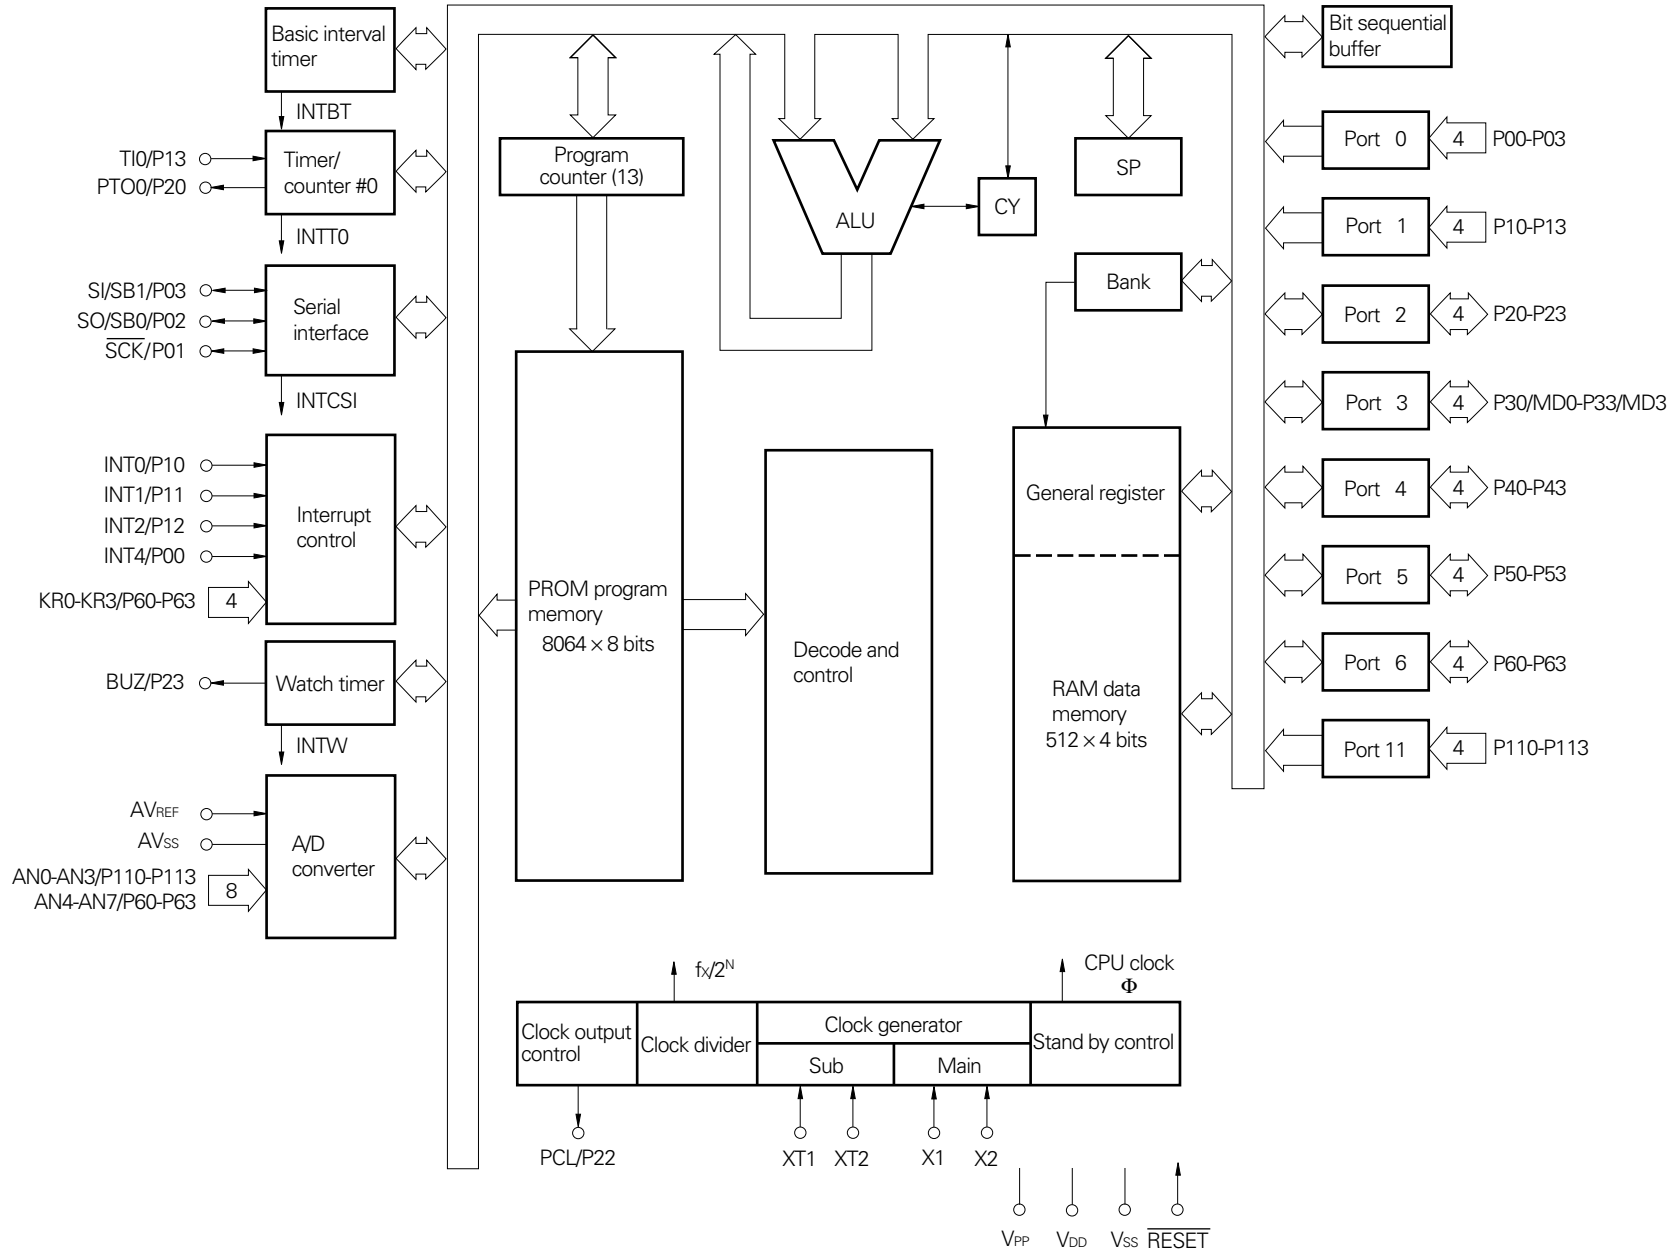 Basic interval
timer
INTBT
TI0/P13
PTO0/P20
Timer/
counter #0
INTT0
SI/SB1/P03
SO/SB0/P02
SCK/P01
Serial
interface
INTCSI
INT0/P10
INT1/P11
INT2/P12
INT4/P00
KR0-KR3/P60-P63
4
Interrupt
control
BUZ/P23
Watch timer
INTW
AVREF
AVSS
AN0-AN3/P110-P113
AN4-AN7/P60-P63
8
A/D
converter
Program
counter (13)
ALU
CY
SP
Bank
PROM program
memory
8064 × 8 bits
Decode and
control
General register
RAM data
memory
512 × 4 bits
Bit sequential
buffer
Port 0
4
P00-P03
Port 1
4
P10-P13
Port 2
4
P20-P23
Port 3
4
P30/MD0-P33/MD3
Port 4
4
P40-P43
Port 5
4
P50-P53
Port 6
4
P60-P63
Port 11
4
P110-P113
fX/2N
CPU clock
Φ
Clock output
control
Clock divider
Clock generator
Sub
Main
Stand by control
PCL/P22
XT1
XT2
X1
X2
VPP
VDD
VSS
RESET